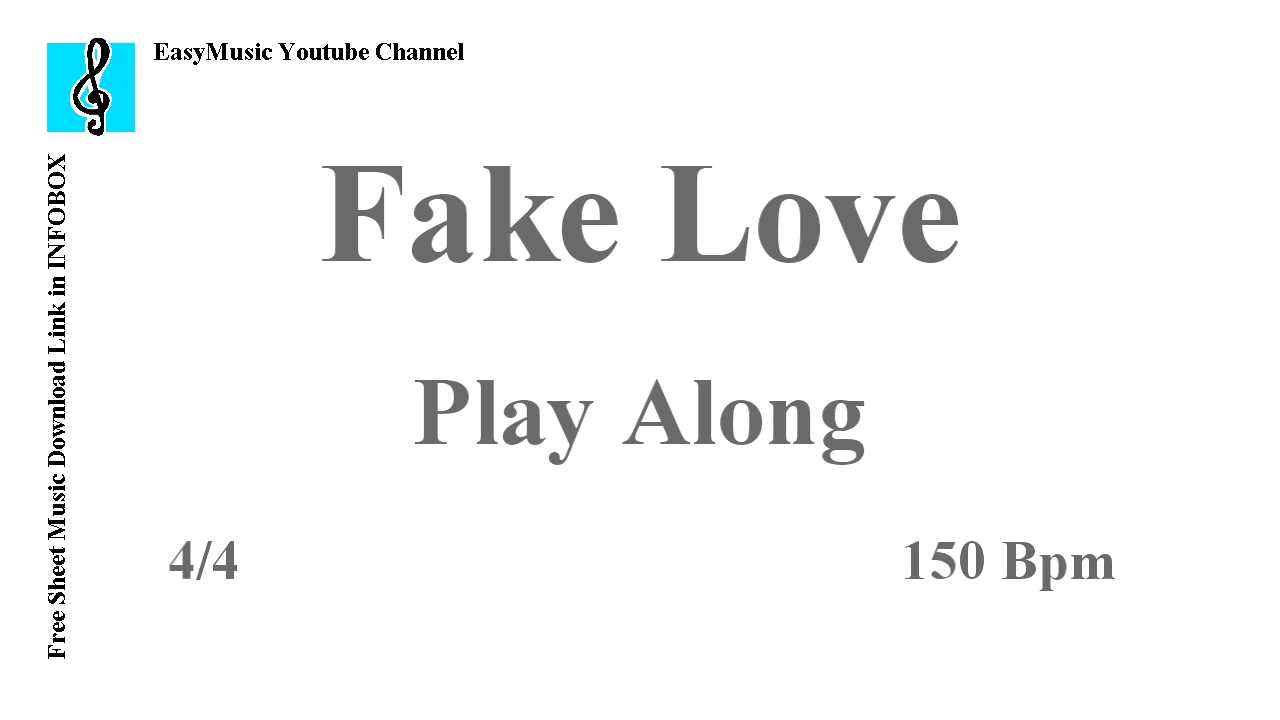 EasyMusic Youtube Channel
Free Sheet Music Download Link in INFOBOX
Fake Love
Play Along
4/4
150 Bpm